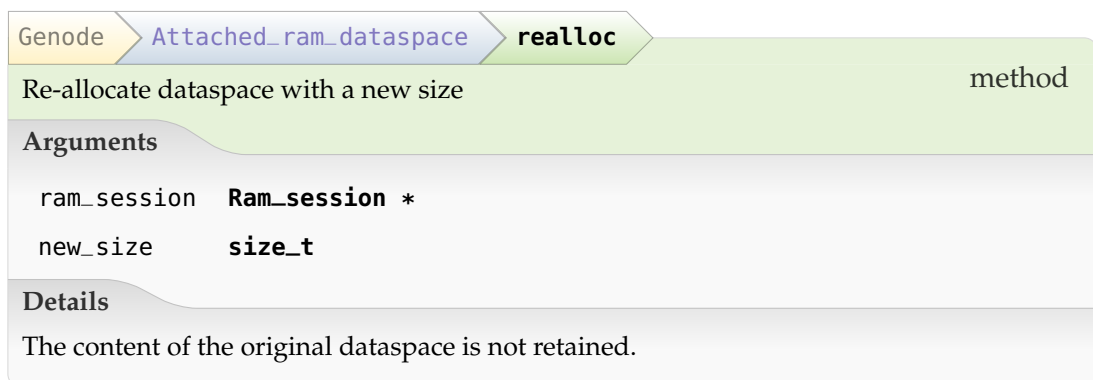 Genode Attached_ram_dataspace realloc
method
Re-allocate dataspace with a new size
Arguments
ram_session Ram_session *
new_size size_t
Details
The content of the original dataspace is not retained.